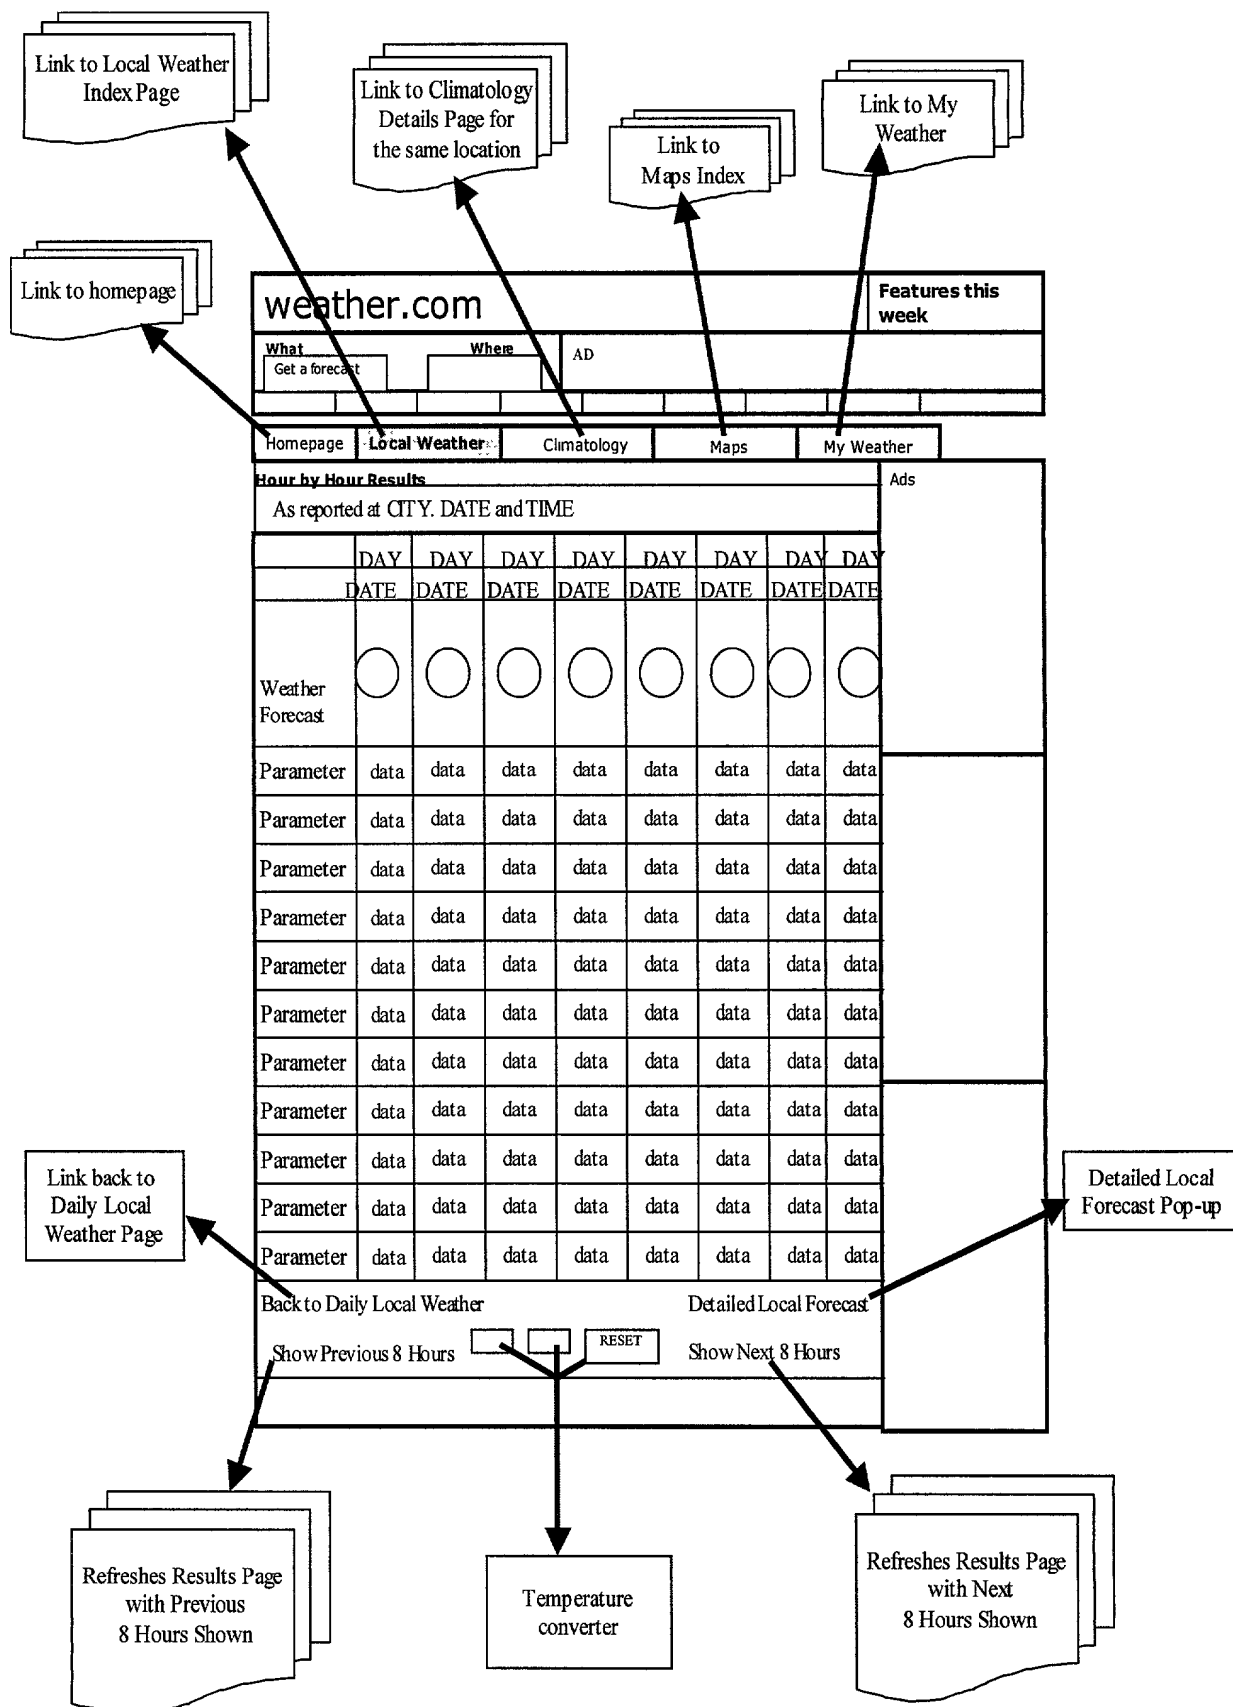 Link to Local Weather
Index Page
Link to Climatology
Details Page for
the same location
Link to
Maps Index
Link to My
Weather
Link to homepage
weather.com
Features this
week
What
Where
AD
Get a forecast
Homepage
Local Weather
Climatology
Maps
My Weather
Hour by Hour Results
Ads
As reported at CITY. DATE and TIME
DAY DAY DAY DAY DAY DAY DAY DAY
DATE DATE DATE DATE DATE DATE DATE DATE
Weather
Forecast
Parameter data data data data data data data data
Parameter data data data data data data data data
Parameter data data data data data data data data
Parameter data data data data data data data data
Parameter data data data data data data data data
Parameter data data data data data data data data
Parameter data data data data data data data data
Parameter data data data data data data data data
Parameter data data data data data data data data
Parameter data data data data data data data data
Parameter data data data data data data data data
Link back to
Daily Local
Weather Page
Detailed Local
Forecast Pop-up
Back to Daily Local Weather
Detailed Local Forecast
Show Previous 8 Hours
RESET
Show Next 8 Hours
Refreshes Results Page
with Previous
8 Hours Shown
Temperature
converter
Refreshes Results Page
with Next
8 Hours Shown